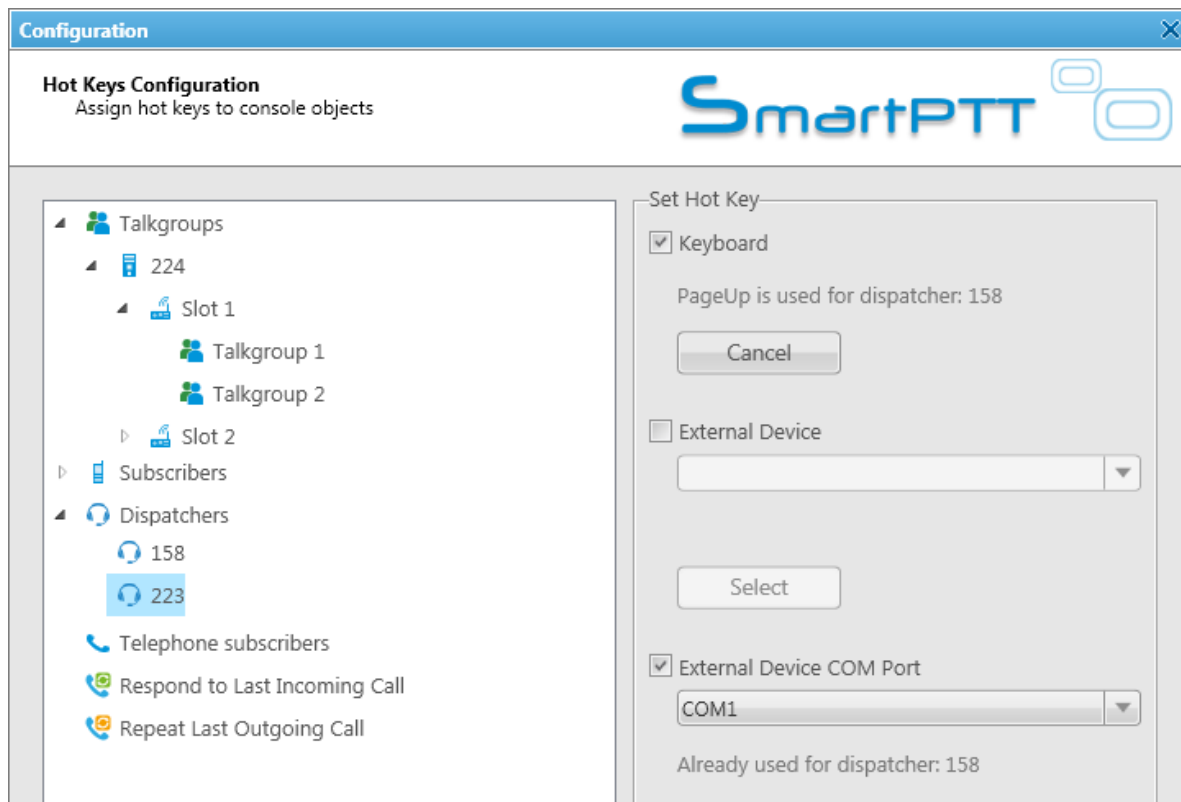 Configuration
Hot Keys Configuration
Assign hot keys to console objects
SmartPTT
Talkgroups
224
Slot 1
Talkgroup 1
Talkgroup 2
Slot 2
Subscribers
Dispatchers
158
223
Telephone subscribers
Respond to Last Incoming Call
Repeat Last Outgoing Call
Set Hot Key
Keyboard
PageUp is used for dispatcher: 158
Cancel
External Device
Select
External Device COM Port
COM1
Already used for dispatcher: 158